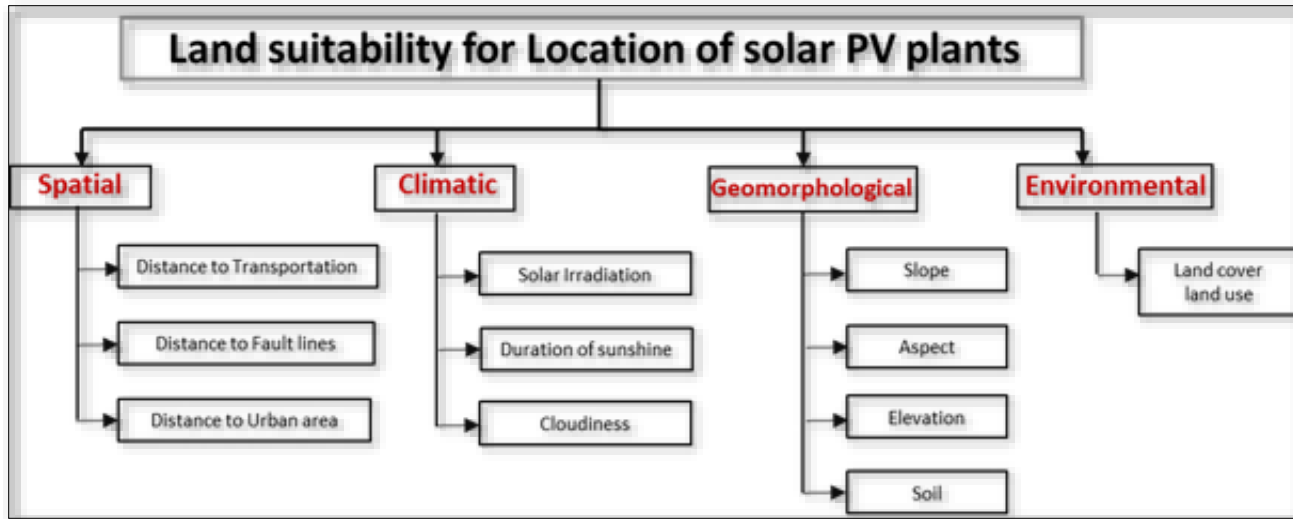 Land suitability for Location of solar PV plants
Spatial
Distance to Transportation
Distance to Fault lines
Distance to Urban area
Climatic
Solar Irradiation
Duration of sunshine
Cloudiness
Geomorphological
Slope
Aspect
Elevation
Soil
Environmental
Land cover
land use